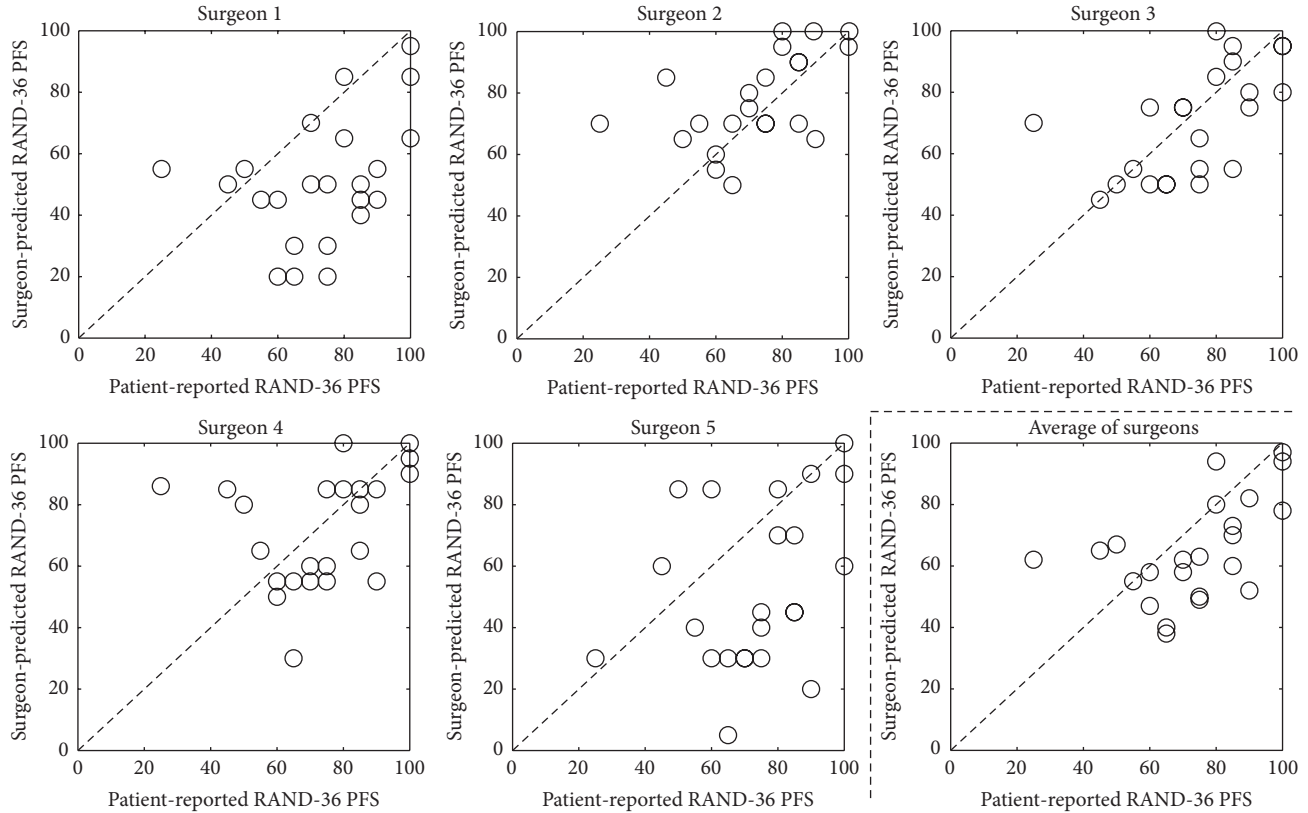 Surgeon 1
100
80
60
40
20
0
0 20 40 60 80 100
Surgeon-predicted RAND-36 PFS
Patient-reported RAND-36 PFS
Surgeon 2
100
80
60
40
20
0
0 20 40 60 80 100
Surgeon-predicted RAND-36 PFS
Patient-reported RAND-36 PFS
Surgeon 3
100
80
60
40
20
0
0 20 40 60 80 100
Surgeon-predicted RAND-36 PFS
Patient-reported RAND-36 PFS
Surgeon 4
100
80
60
40
20
0
0 20 40 60 80 100
Surgeon-predicted RAND-36 PFS
Patient-reported RAND-36 PFS
Surgeon 5
100
80
60
40
20
0
0 20 40 60 80 100
Surgeon-predicted RAND-36 PFS
Patient-reported RAND-36 PFS
Average of surgeons
100
80
60
40
20
0
0 20 40 60 80 100
Surgeon-predicted RAND-36 PFS
Patient-reported RAND-36 PFS